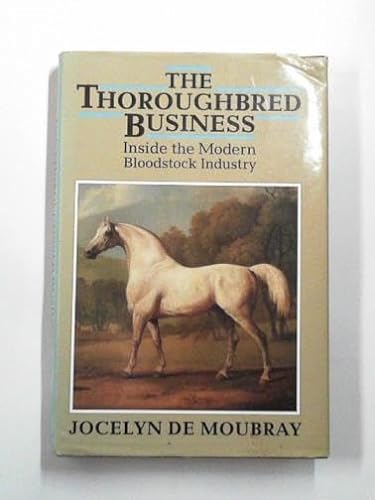 THE
THOROUGHBRED
BUSINESS
Inside the Modern
Bloodstock Industry
JOCELYN DE MOUBRAY